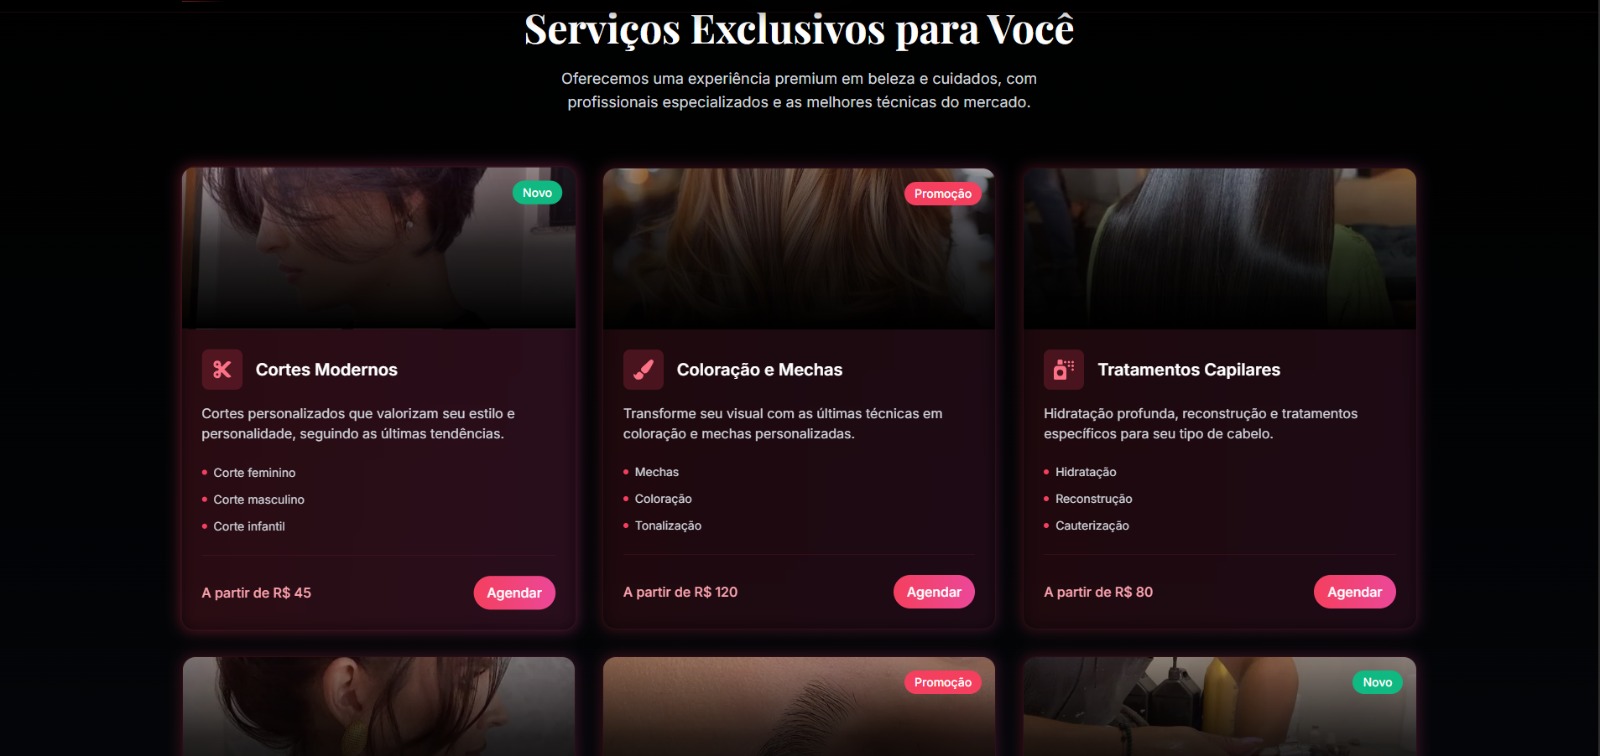 Serviços Exclusivos para Você
Oferecemos uma experiência premium em beleza e cuidados, com
profissionais especializados e as melhores técnicas do mercado.
Novo
Cortes Modernos
Cortes personalizados que valorizam seu estilo e
personalidade, seguindo as últimas tendências.
Corte feminino
Corte masculino
Corte infantil
A partir de R$ 45
Agendar
Promoção
Coloração e Mechas
Transforme seu visual com as últimas técnicas em
coloração e mechas personalizadas.
Mechas
Coloração
Tonalização
A partir de R$ 120
Agendar
Tratamentos Capilares
Hidratação profunda, reconstrução e tratamentos
específicos para seu tipo de cabelo.
Hidratação
Reconstrução
Cauterização
A partir de R$ 80
Agendar
Promoção
Novo